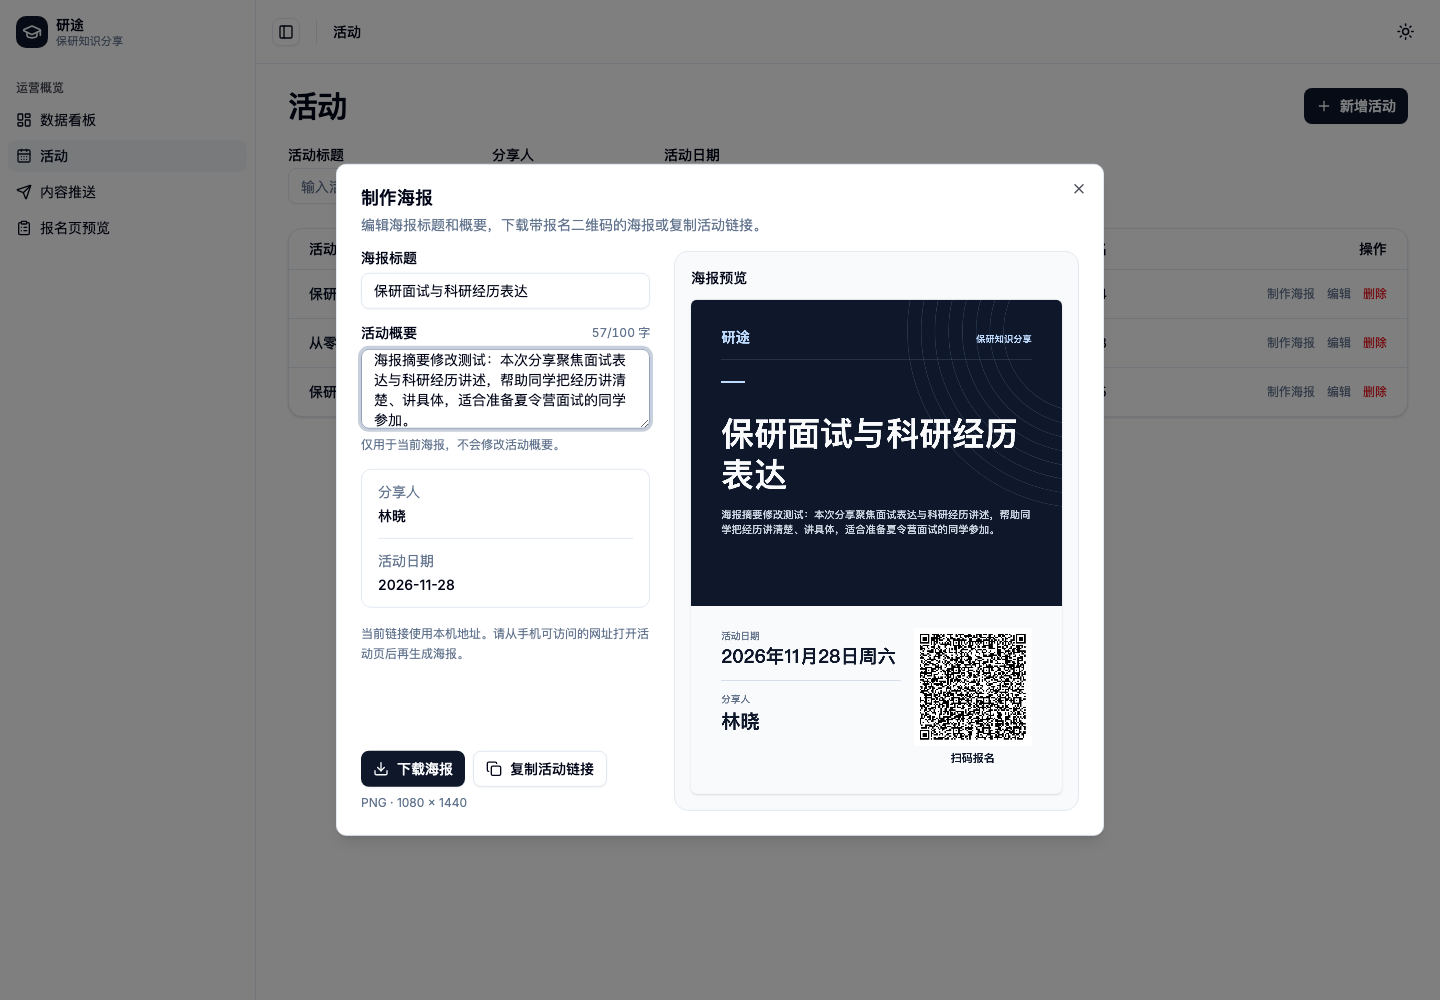 研途
保研知识分享
运营概览
数据看板
活动
内容推送
报名页预览
活动
活动
新增活动
活动标题
分享人
活动日期
输入活
活动
操作
保研
制作海报 编辑 删除
从零
制作海报 编辑 删除
保研
制作海报 编辑 删除
制作海报
编辑海报标题和概要，下载带报名二维码的海报或复制活动链接。
海报标题
保研面试与科研经历表达
活动概要
57/100 字
海报摘要修改测试：本次分享聚焦面试表
达与科研经历讲述，帮助同学把经历讲清
楚、讲具体，适合准备夏令营面试的同学
参加。
仅用于当前海报，不会修改活动概要。
分享人
林晓
活动日期
2026-11-28
当前链接使用本机地址。请从手机可访问的网址打开活
动页后再生成海报。
下载海报
复制活动链接
PNG · 1080 × 1440
海报预览
研途
保研知识分享
保研面试与科研经历
表达
海报摘要修改测试：本次分享聚焦面试表达与科研经历讲述，帮助同
学把经历讲清楚、讲具体，适合准备夏令营面试的同学参加。
活动日期
2026年11月28日周六
分享人
林晓
扫码报名